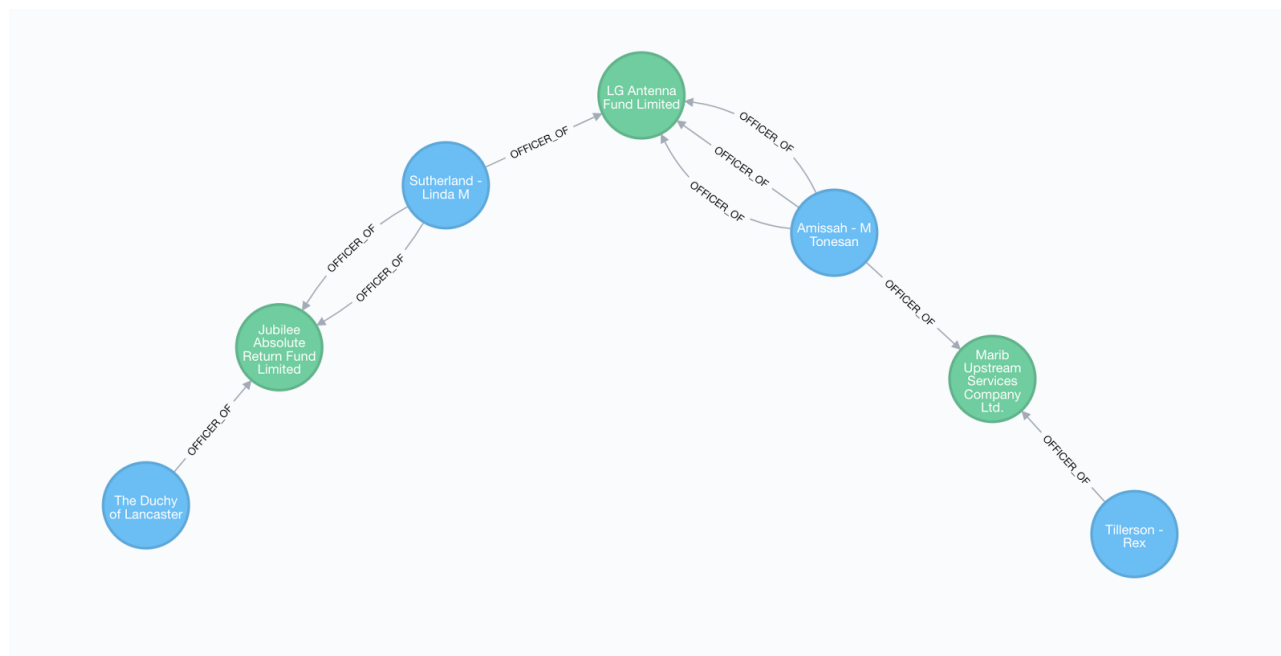 LG Antenna
Fund Limited
OFFICER_OF
OFFICER_OF
OFFICER_OF
OFFICER_OF
Sutherland -
Linda M
Amissah - M
Tonesan
OFFICER_OF
OFFICER_OF
OFFICER_OF
Jubilee
Absolute
Return Fund
Limited
Marib
Upstream
Services
Company
Ltd.
OFFICER_OF
OFFICER_OF
The Duchy
of Lancaster
Tillerson -
Rex